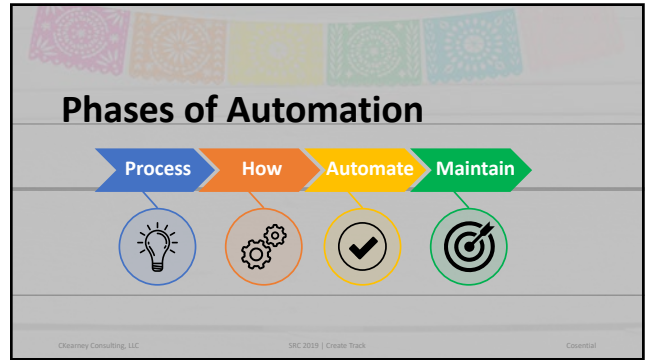 Phases of Automation
Process How Automate Maintain
CKearney Consulting, LLC SRC 2019 | Create Track Cosential